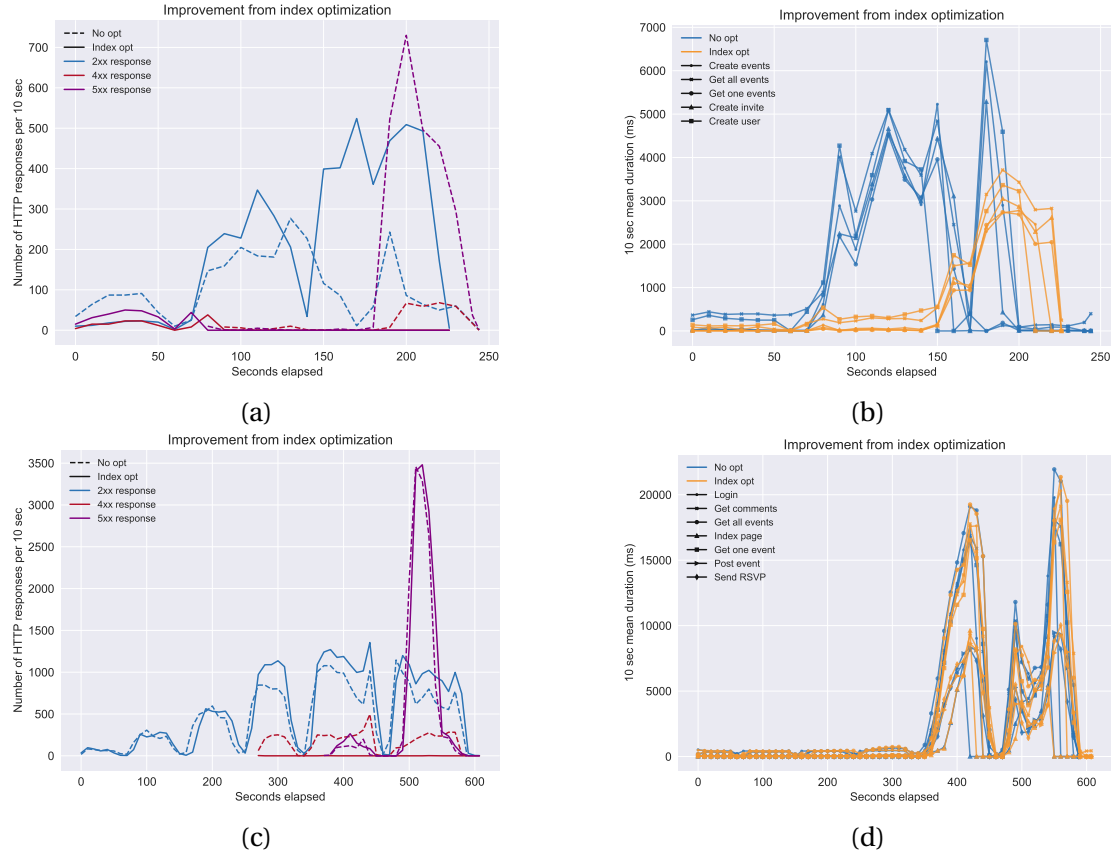 Improvement from index optimization
No opt
Index opt
2xx response
4xx response
5xx response
Number of HTTP responses per 10 sec
700
600
500
400
300
200
100
0
0 50 100 150 200 250
Seconds elapsed
(a)
Improvement from index optimization
No opt
Index opt
Create events
Get all events
Get one events
Create invite
Create user
10 sec mean duration (ms)
7000
6000
5000
4000
3000
2000
1000
0
0 50 100 150 200 250
Seconds elapsed
(b)
Improvement from index optimization
No opt
Index opt
2xx response
4xx response
5xx response
Number of HTTP responses per 10 sec
3500
3000
2500
2000
1500
1000
500
0
0 100 200 300 400 500 600
Seconds elapsed
(c)
Improvement from index optimization
No opt
Index opt
Login
Get comments
Get all events
Index page
Get one event
Post event
Send RSVP
10 sec mean duration (ms)
20000
15000
10000
5000
0
0 100 200 300 400 500 600
Seconds elapsed
(d)